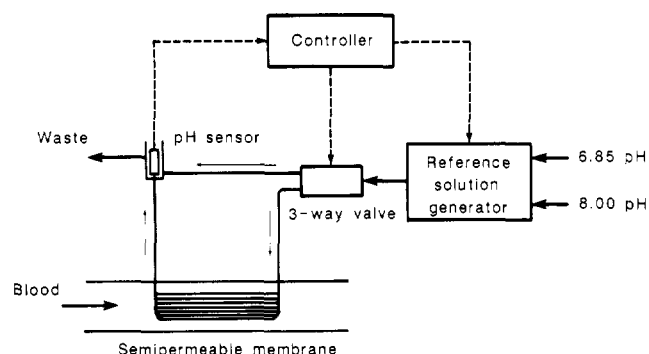 Controller
Waste
pH sensor
Reference
solution
generator
6.85 pH
8.00 pH
3-way valve
Blood
Semipermeable membrane